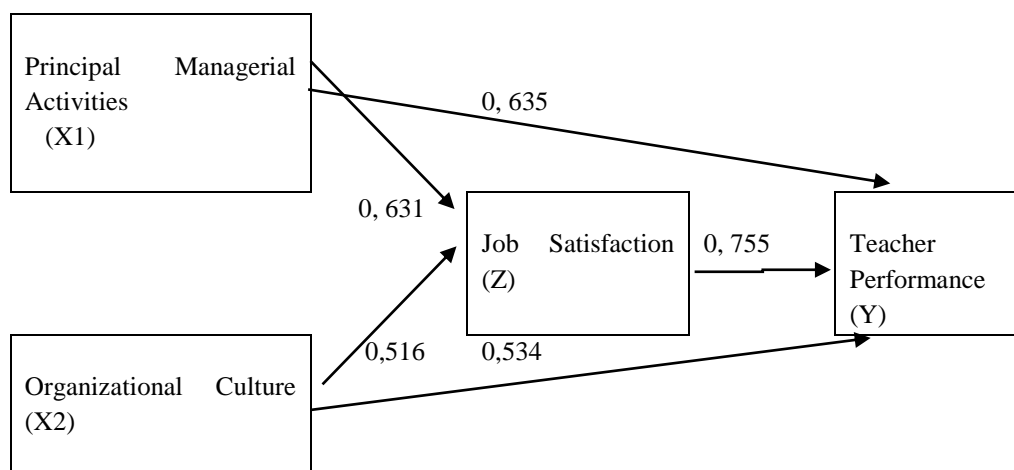 Principal Managerial
Activities
(X1)
0, 635
0, 631
Job Satisfaction
(Z)
0, 755
Teacher
Performance
(Y)
0,516
0,534
Organizational Culture
(X2)